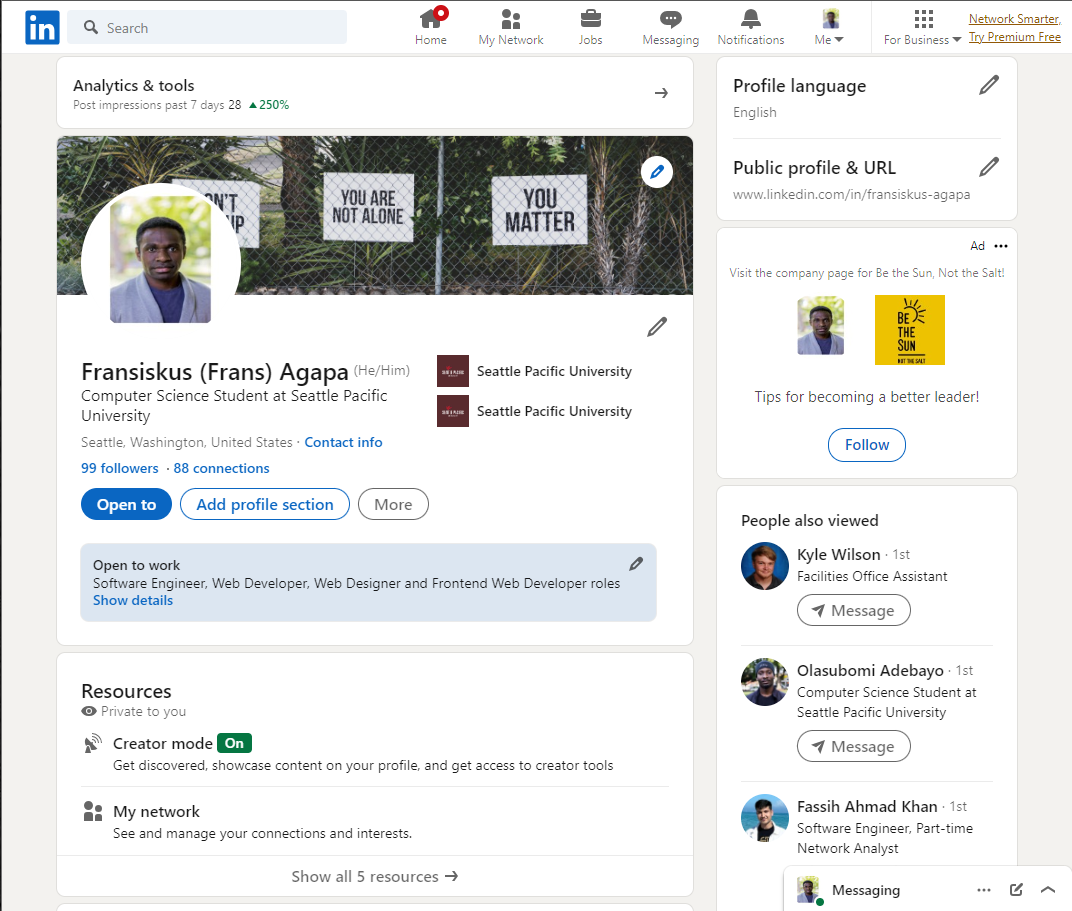 in
Search
Home
My Network
Jobs
Messaging
Notifications
Me
For Business
Network Smarter,
Try Premium Free
Analytics & tools
Post impressions past 7 days 28 250%
N'T
UP
YOU ARE
NOT ALONE
YOU
MATTER
Fransiskus (Frans) Agapa (He/Him)
Computer Science Student at Seattle Pacific
University
Seattle, Washington, United States · Contact info
99 followers · 88 connections
Seattle Pacific University
Seattle Pacific University
Open to
Add profile section
More
Open to work
Software Engineer, Web Developer, Web Designer and Frontend Web Developer roles
Show details
Resources
Private to you
Creator mode On
Get discovered, showcase content on your profile, and get access to creator tools
My network
See and manage your connections and interests.
Show all 5 resources
Profile language
English
Public profile & URL
www.linkedin.com/in/fransiskus-agapa
Ad
Visit the company page for Be the Sun, Not the Salt!
BE
THE
SUN
NOT THE SALT
Tips for becoming a better leader!
Follow
People also viewed
Kyle Wilson · 1st
Facilities Office Assistant
Message
Olasubomi Adebayo · 1st
Computer Science Student at
Seattle Pacific University
Message
Fassih Ahmad Khan · 1st
Software Engineer, Part-time
Network Analyst
Messaging